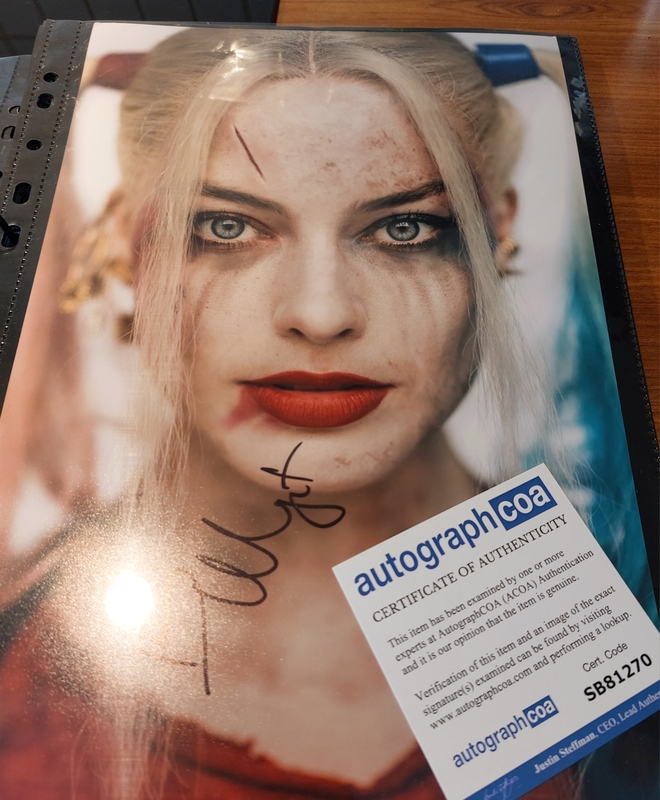 autographcoa
CERTIFICATE OF AUTHENTICITY
This item has been examined by one or more
experts at AutographCOA (ACOA) Authentication
and it is our opinion that the item is genuine.
Verification of this item and an image of the exact
signature(s) examined can be found by visiting
www.autographcoa.com and performing a lookup.
Cert. Code
SB81270
autographcoa
Justin Steffman, CEO, Lead Authe